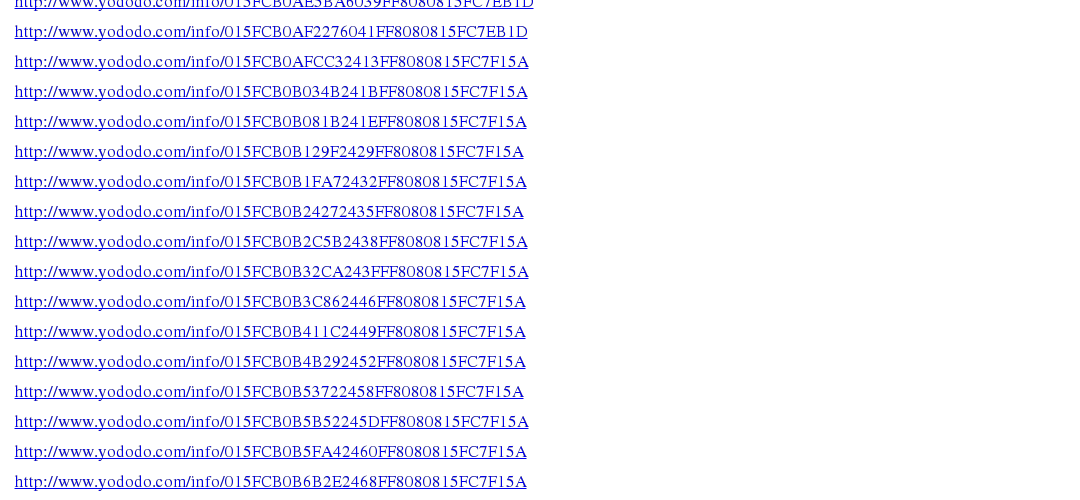 http://www.yododo.com/info/015FCB0AE5BA6039FF8080815FC7EB1D
http://www.yododo.com/info/015FCB0AF2276041FF8080815FC7EB1D
http://www.yododo.com/info/015FCB0AFCC32413FF8080815FC7F15A
http://www.yododo.com/info/015FCB0B034B241BFF8080815FC7F15A
http://www.yododo.com/info/015FCB0B081B241EFF8080815FC7F15A
http://www.yododo.com/info/015FCB0B129F2429FF8080815FC7F15A
http://www.yododo.com/info/015FCB0B1FA72432FF8080815FC7F15A
http://www.yododo.com/info/015FCB0B24272435FF8080815FC7F15A
http://www.yododo.com/info/015FCB0B2C5B2438FF8080815FC7F15A
http://www.yododo.com/info/015FCB0B32CA243FFF8080815FC7F15A
http://www.yododo.com/info/015FCB0B3C862446FF8080815FC7F15A
http://www.yododo.com/info/015FCB0B411C2449FF8080815FC7F15A
http://www.yododo.com/info/015FCB0B4B292452FF8080815FC7F15A
http://www.yododo.com/info/015FCB0B53722458FF8080815FC7F15A
http://www.yododo.com/info/015FCB0B5B52245DFF8080815FC7F15A
http://www.yododo.com/info/015FCB0B5FA42460FF8080815FC7F15A
http://www.yododo.com/info/015FCB0B6B2E2468FF8080815FC7F15A